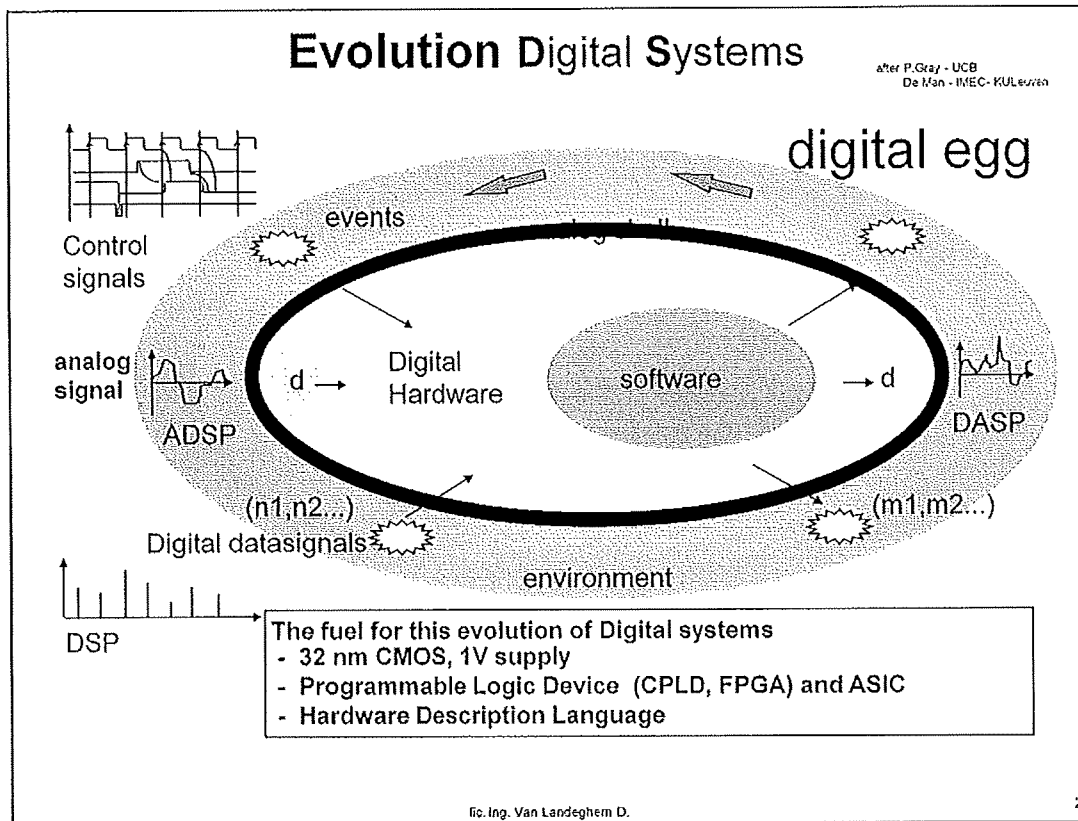 Evolution Digital Systems
after P.Gray - UCB
De Man - IMEC- KULeuven
digital egg
events
Control
signals
analog
signal
ADSP
d
Digital
Hardware
software
d
DASP
(n1,n2...)
(m1,m2...)
Digital datasignals
environment
DSP
The fuel for this evolution of Digital systems
- 32 nm CMOS, 1V supply
- Programmable Logic Device (CPLD, FPGA) and ASIC
- Hardware Description Language
lic. Ing. Van Landeghem D.
2